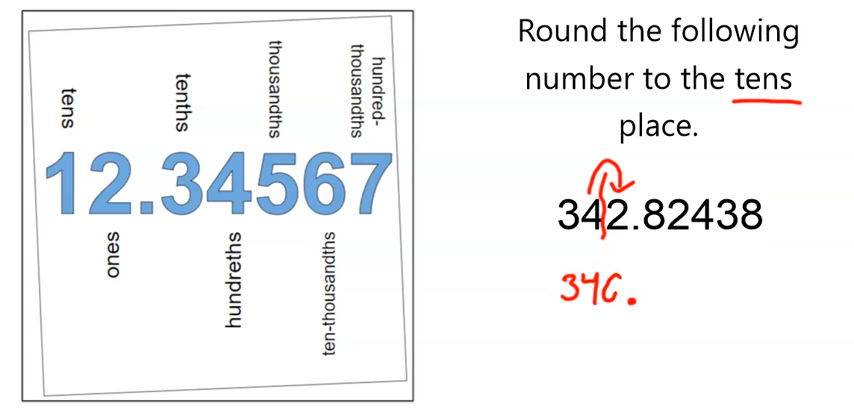 tens
tenths
thousandths
hundred-
thousandths
12.34567
ones
hundreths
ten-thousandths
Round the following
number to the tens
place.
342.82438
340.